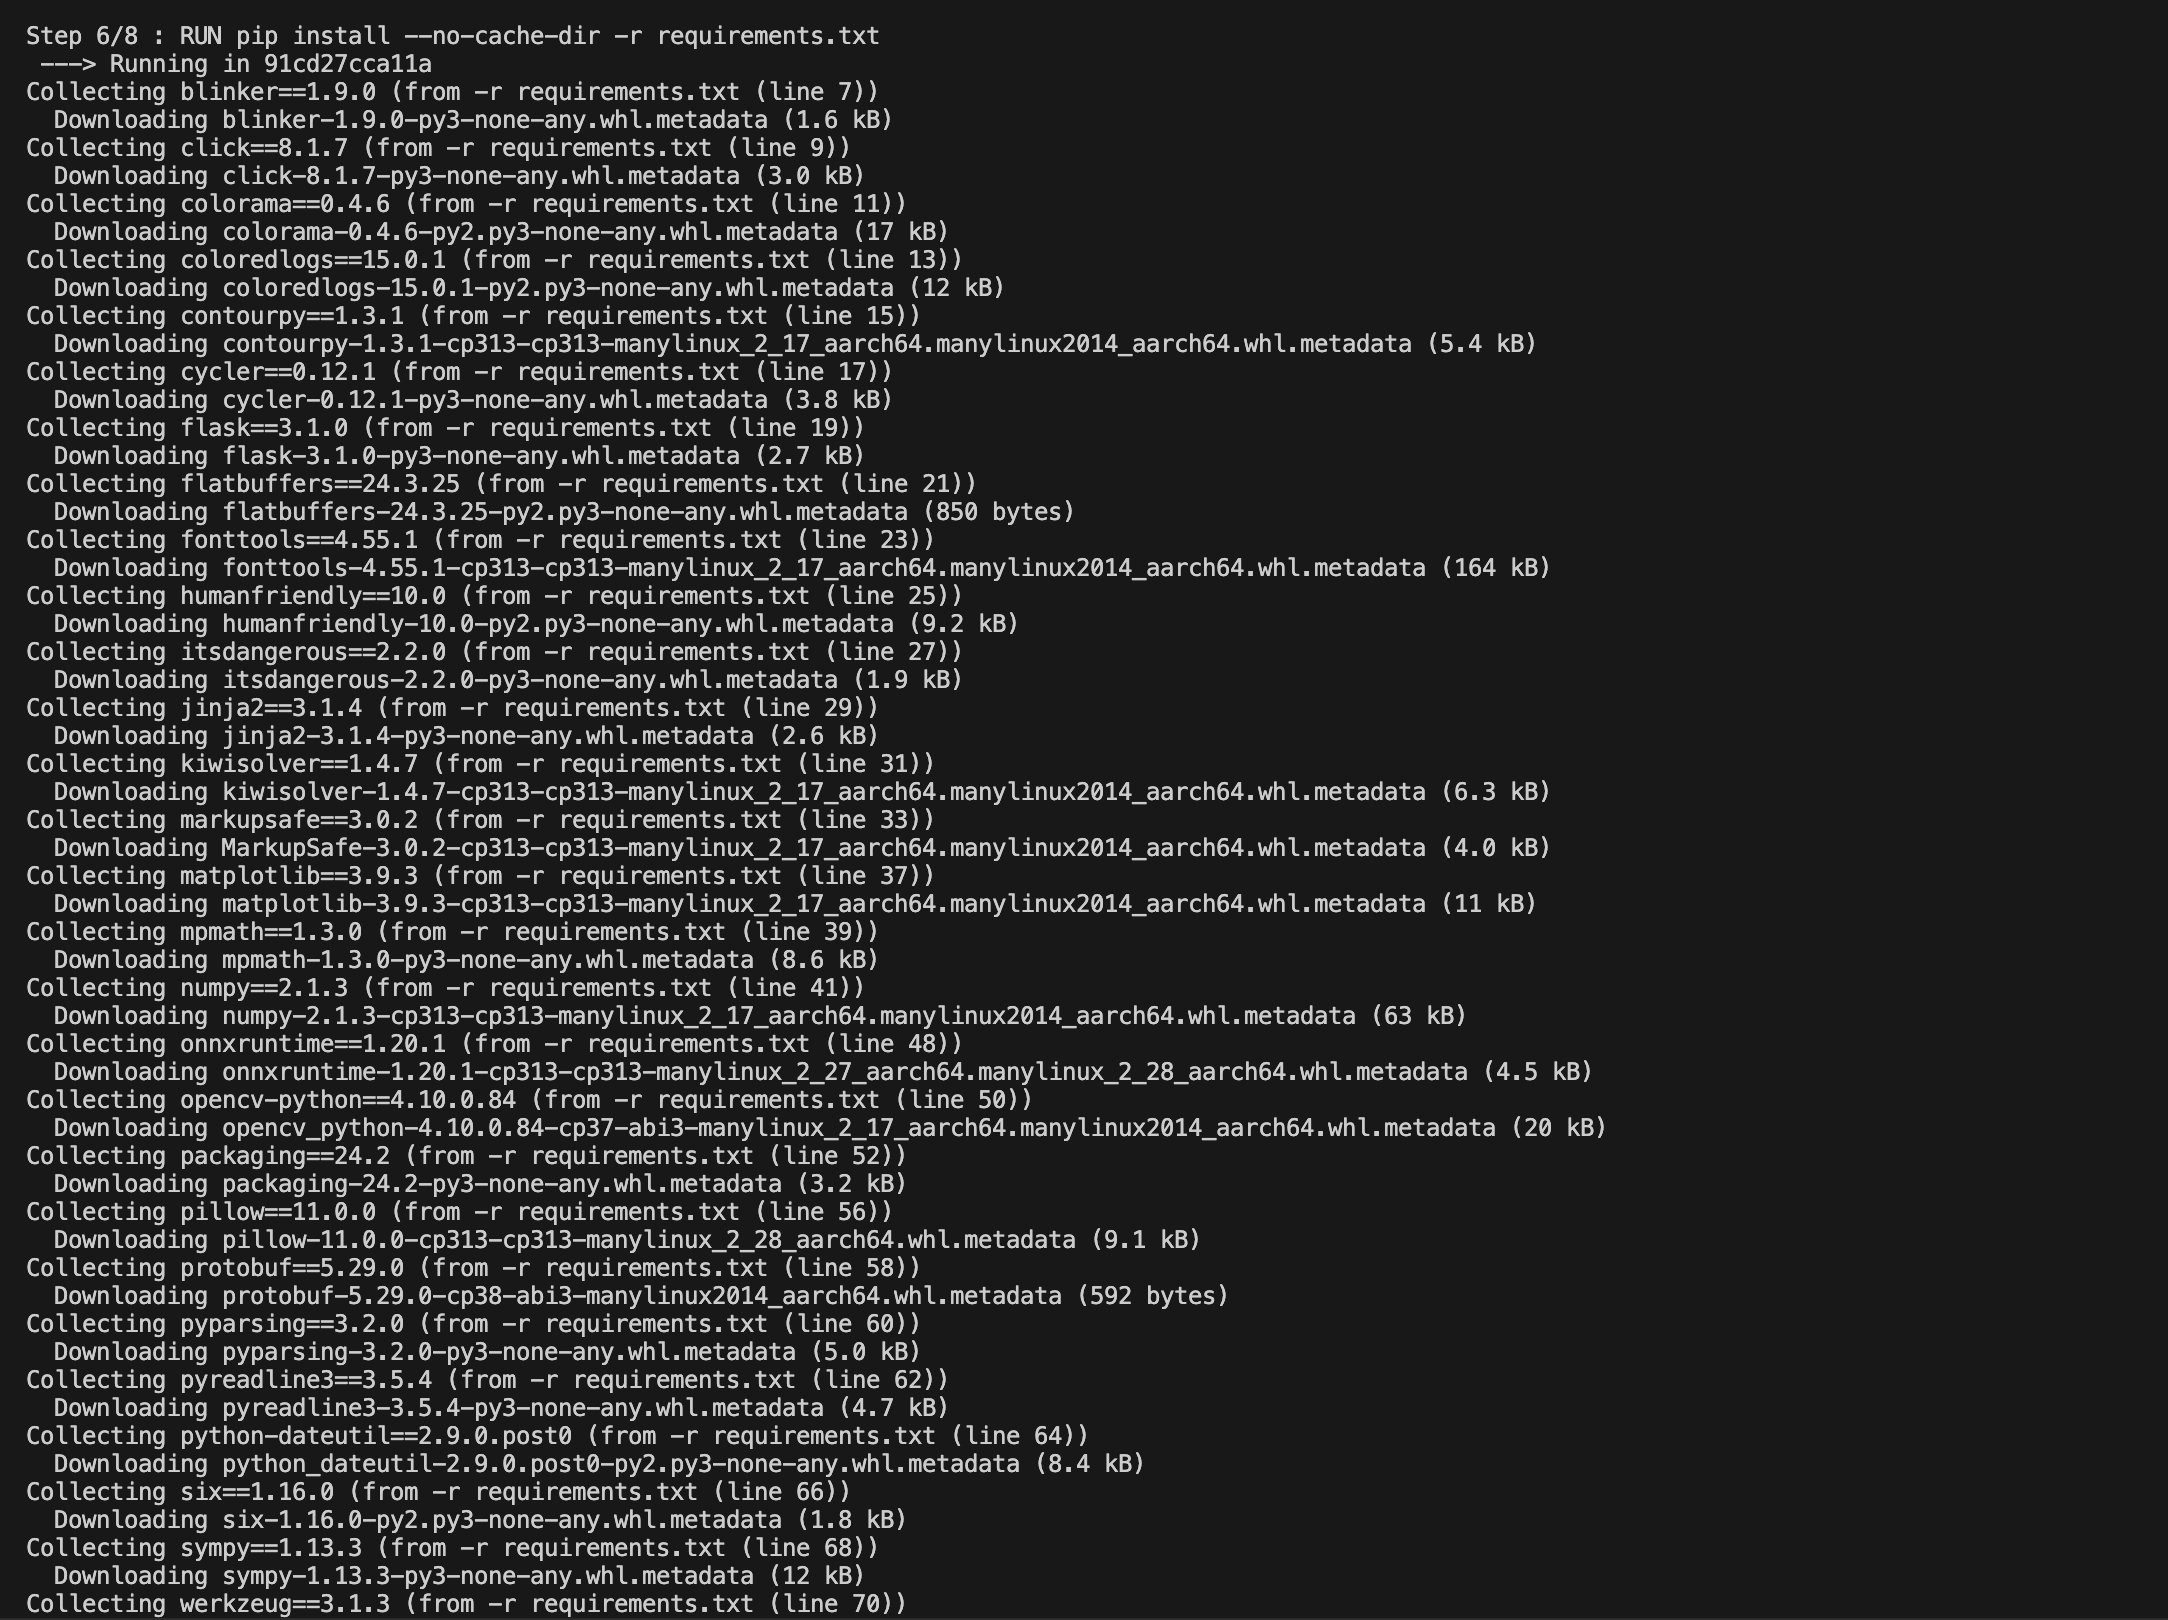 Step 6/8 : RUN pip install --no-cache-dir -r requirements.txt
 ---> Running in 91cd27cca11a
Collecting blinker==1.9.0 (from -r requirements.txt (line 7))
  Downloading blinker-1.9.0-py3-none-any.whl.metadata (1.6 kB)
Collecting click==8.1.7 (from -r requirements.txt (line 9))
  Downloading click-8.1.7-py3-none-any.whl.metadata (3.0 kB)
Collecting colorama==0.4.6 (from -r requirements.txt (line 11))
  Downloading colorama-0.4.6-py2.py3-none-any.whl.metadata (17 kB)
Collecting coloredlogs==15.0.1 (from -r requirements.txt (line 13))
  Downloading coloredlogs-15.0.1-py2.py3-none-any.whl.metadata (12 kB)
Collecting contourpy==1.3.1 (from -r requirements.txt (line 15))
  Downloading contourpy-1.3.1-cp313-cp313-manylinux_2_17_aarch64.manylinux2014_aarch64.whl.metadata (5.4 kB)
Collecting cycler==0.12.1 (from -r requirements.txt (line 17))
  Downloading cycler-0.12.1-py3-none-any.whl.metadata (3.8 kB)
Collecting flask==3.1.0 (from -r requirements.txt (line 19))
  Downloading flask-3.1.0-py3-none-any.whl.metadata (2.7 kB)
Collecting flatbuffers==24.3.25 (from -r requirements.txt (line 21))
  Downloading flatbuffers-24.3.25-py2.py3-none-any.whl.metadata (850 bytes)
Collecting fonttools==4.55.1 (from -r requirements.txt (line 23))
  Downloading fonttools-4.55.1-cp313-cp313-manylinux_2_17_aarch64.manylinux2014_aarch64.whl.metadata (164 kB)
Collecting humanfriendly==10.0 (from -r requirements.txt (line 25))
  Downloading humanfriendly-10.0-py2.py3-none-any.whl.metadata (9.2 kB)
Collecting itsdangerous==2.2.0 (from -r requirements.txt (line 27))
  Downloading itsdangerous-2.2.0-py3-none-any.whl.metadata (1.9 kB)
Collecting jinja2==3.1.4 (from -r requirements.txt (line 29))
  Downloading jinja2-3.1.4-py3-none-any.whl.metadata (2.6 kB)
Collecting kiwisolver==1.4.7 (from -r requirements.txt (line 31))
  Downloading kiwisolver-1.4.7-cp313-cp313-manylinux_2_17_aarch64.manylinux2014_aarch64.whl.metadata (6.3 kB)
Collecting markupsafe==3.0.2 (from -r requirements.txt (line 33))
  Downloading MarkupSafe-3.0.2-cp313-cp313-manylinux_2_17_aarch64.manylinux2014_aarch64.whl.metadata (4.0 kB)
Collecting matplotlib==3.9.3 (from -r requirements.txt (line 37))
  Downloading matplotlib-3.9.3-cp313-cp313-manylinux_2_17_aarch64.manylinux2014_aarch64.whl.metadata (11 kB)
Collecting mpmath==1.3.0 (from -r requirements.txt (line 39))
  Downloading mpmath-1.3.0-py3-none-any.whl.metadata (8.6 kB)
Collecting numpy==2.1.3 (from -r requirements.txt (line 41))
  Downloading numpy-2.1.3-cp313-cp313-manylinux_2_17_aarch64.manylinux2014_aarch64.whl.metadata (63 kB)
Collecting onnxruntime==1.20.1 (from -r requirements.txt (line 48))
  Downloading onnxruntime-1.20.1-cp313-cp313-manylinux_2_27_aarch64.manylinux_2_28_aarch64.whl.metadata (4.5 kB)
Collecting opencv-python==4.10.0.84 (from -r requirements.txt (line 50))
  Downloading opencv_python-4.10.0.84-cp37-abi3-manylinux_2_17_aarch64.manylinux2014_aarch64.whl.metadata (20 kB)
Collecting packaging==24.2 (from -r requirements.txt (line 52))
  Downloading packaging-24.2-py3-none-any.whl.metadata (3.2 kB)
Collecting pillow==11.0.0 (from -r requirements.txt (line 56))
  Downloading pillow-11.0.0-cp313-cp313-manylinux_2_28_aarch64.whl.metadata (9.1 kB)
Collecting protobuf==5.29.0 (from -r requirements.txt (line 58))
  Downloading protobuf-5.29.0-cp38-abi3-manylinux2014_aarch64.whl.metadata (592 bytes)
Collecting pyparsing==3.2.0 (from -r requirements.txt (line 60))
  Downloading pyparsing-3.2.0-py3-none-any.whl.metadata (5.0 kB)
Collecting pyreadline3==3.5.4 (from -r requirements.txt (line 62))
  Downloading pyreadline3-3.5.4-py3-none-any.whl.metadata (4.7 kB)
Collecting python-dateutil==2.9.0.post0 (from -r requirements.txt (line 64))
  Downloading python_dateutil-2.9.0.post0-py2.py3-none-any.whl.metadata (8.4 kB)
Collecting six==1.16.0 (from -r requirements.txt (line 66))
  Downloading six-1.16.0-py2.py3-none-any.whl.metadata (1.8 kB)
Collecting sympy==1.13.3 (from -r requirements.txt (line 68))
  Downloading sympy-1.13.3-py3-none-any.whl.metadata (12 kB)
Collecting werkzeug==3.1.3 (from -r requirements.txt (line 70))